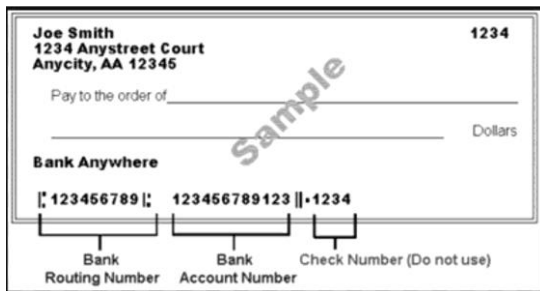 Joe Smith 1234
1234 Anystreet Court
Anycity, AA 12345
Pay to the order of
Sample
Dollars
Bank Anywhere
⑆123456789⑆ 123456789123⑈1234
Bank Bank Check Number (Do not use)
Routing Number Account Number